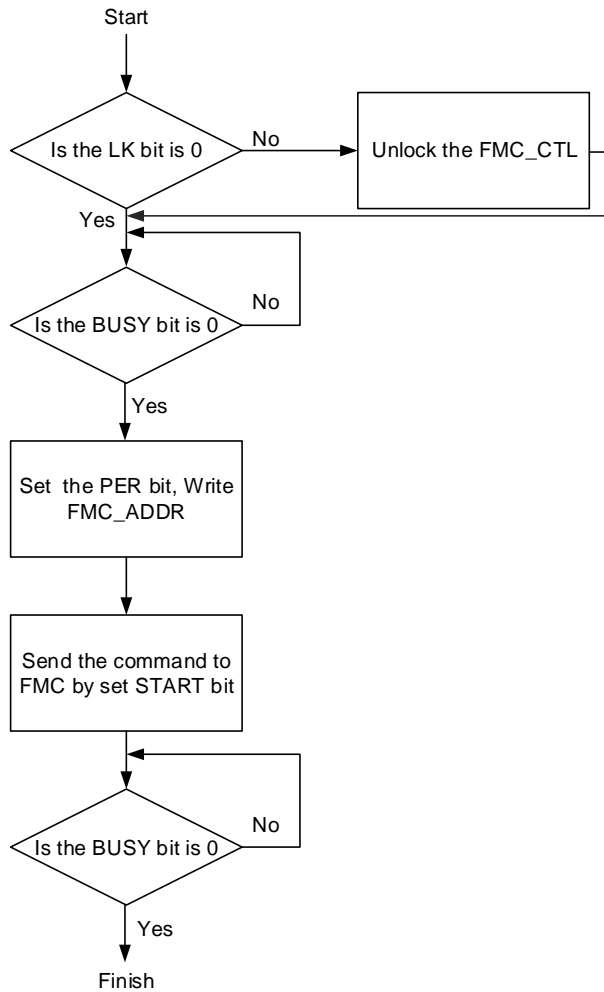 Start
Is the LK bit is 0
No
Unlock the FMC_CTL
Yes
Is the BUSY bit is 0
No
Yes
Set the PER bit, Write
FMC_ADDR
Send the command to
FMC by set START bit
Is the BUSY bit is 0
No
Yes
Finish